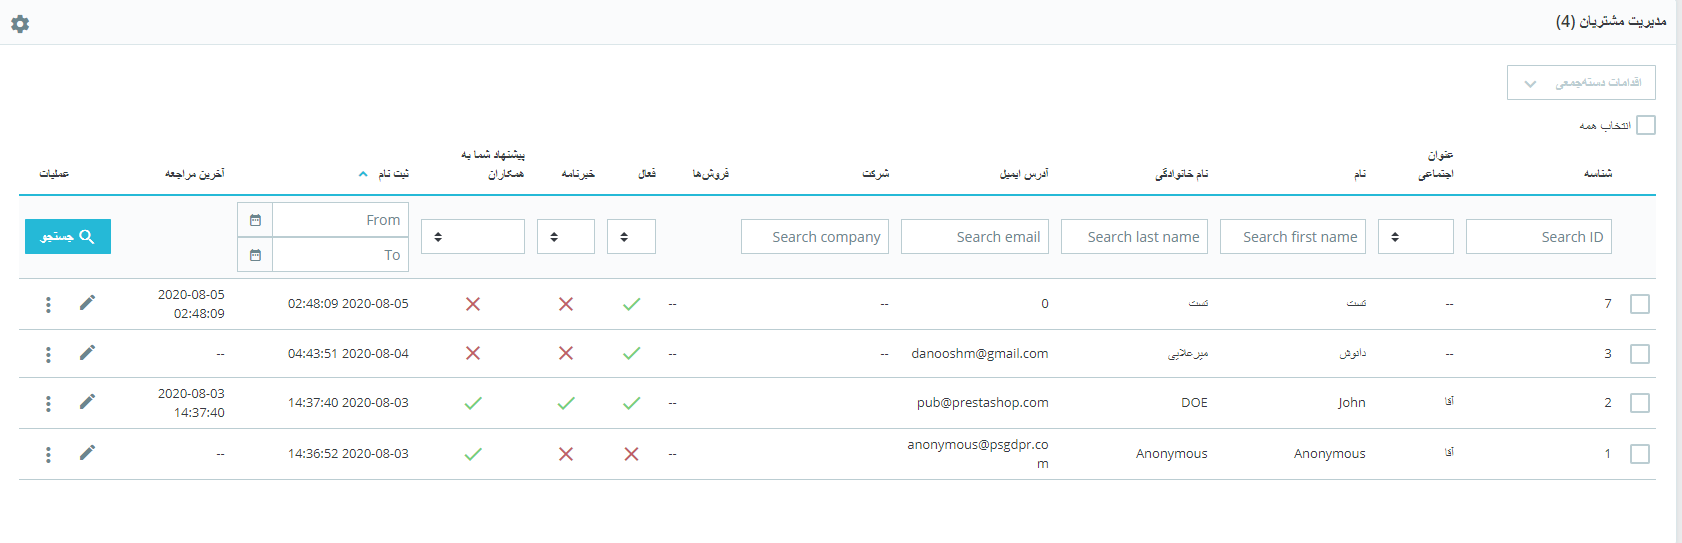 مدیریت مشتریان (4)
اقدامات دسته‌جمعی
انتخاب همه
شناسه عنوان اجتماعی نام نام خانوادگی آدرس ایمیل شرکت فروش‌ها فعال خبرنامه پیشنهاد شما به همکاران ثبت نام آخرین مراجعه عملیات
Search ID Search first name Search last name Search email Search company From جستجو
To
7 -- تست تست 0 -- -- 2020-08-05 02:48:09 2020-08-05 02:48:09
3 -- دانوش میرعلایی danooshm@gmail.com -- -- 2020-08-04 04:43:51 --
2 آقا John DOE pub@prestashop.com -- 2020-08-03 14:37:40 2020-08-03 14:37:40
1 آقا Anonymous Anonymous anonymous@psgdpr.com -- 2020-08-03 14:36:52 --